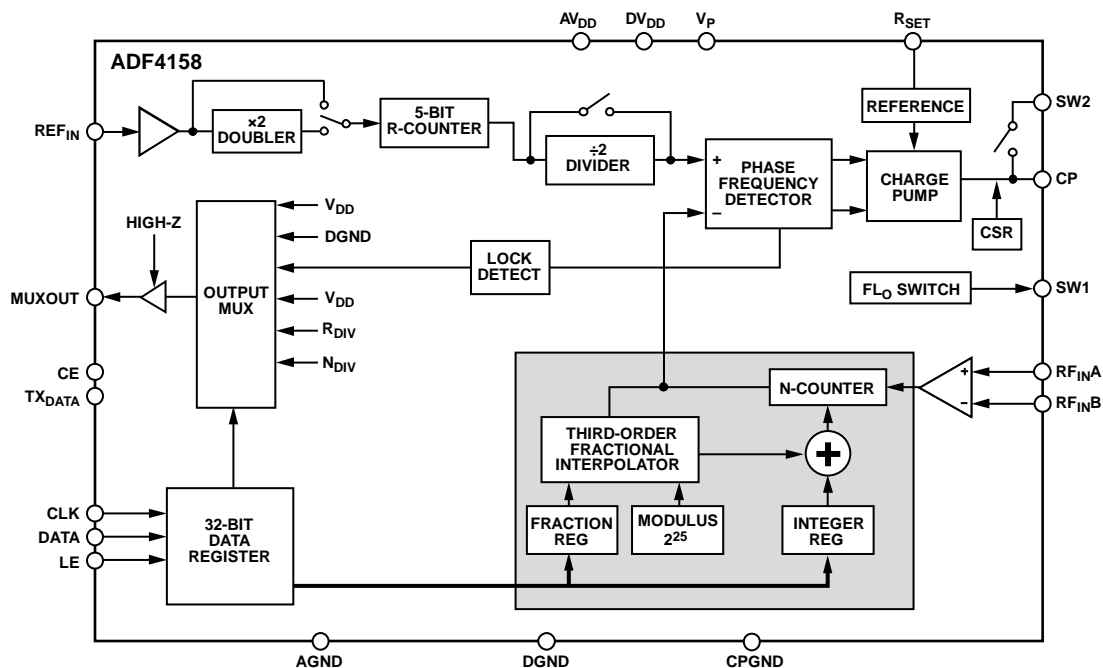 AVDD DVDD VP RSET
ADF4158
REFIN
×2
DOUBLER
5-BIT
R-COUNTER
÷2
DIVIDER
+
−
PHASE
FREQUENCY
DETECTOR
REFERENCE
CHARGE
PUMP
CSR
SW2
CP
HIGH-Z
MUXOUT
OUTPUT
MUX
VDD
DGND
VDD
RDIV
NDIV
LOCK
DETECT
FLO SWITCH
SW1
CE
TXDATA
N-COUNTER
+
−
RFINA
RFINB
THIRD-ORDER
FRACTIONAL
INTERPOLATOR
+
FRACTION
REG
MODULUS
2²⁵
INTEGER
REG
CLK
DATA
LE
32-BIT
DATA
REGISTER
AGND DGND CPGND